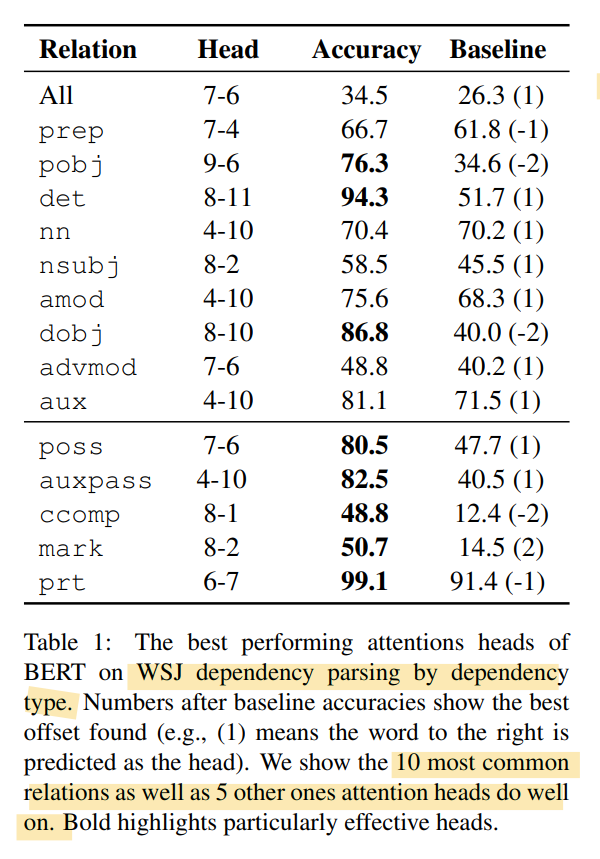 Relation Head Accuracy Baseline
All 7-6 34.5 26.3 (1)
prep 7-4 66.7 61.8 (-1)
pobj 9-6 76.3 34.6 (-2)
det 8-11 94.3 51.7 (1)
nn 4-10 70.4 70.2 (1)
nsubj 8-2 58.5 45.5 (1)
amod 4-10 75.6 68.3 (1)
dobj 8-10 86.8 40.0 (-2)
advmod 7-6 48.8 40.2 (1)
aux 4-10 81.1 71.5 (1)
poss 7-6 80.5 47.7 (1)
auxpass 4-10 82.5 40.5 (1)
ccomp 8-1 48.8 12.4 (-2)
mark 8-2 50.7 14.5 (2)
prt 6-7 99.1 91.4 (-1)
Table 1: The best performing attentions heads of
BERT on WSJ dependency parsing by dependency
type. Numbers after baseline accuracies show the best
offset found (e.g., (1) means the word to the right is
predicted as the head). We show the 10 most common
relations as well as 5 other ones attention heads do well
on. Bold highlights particularly effective heads.